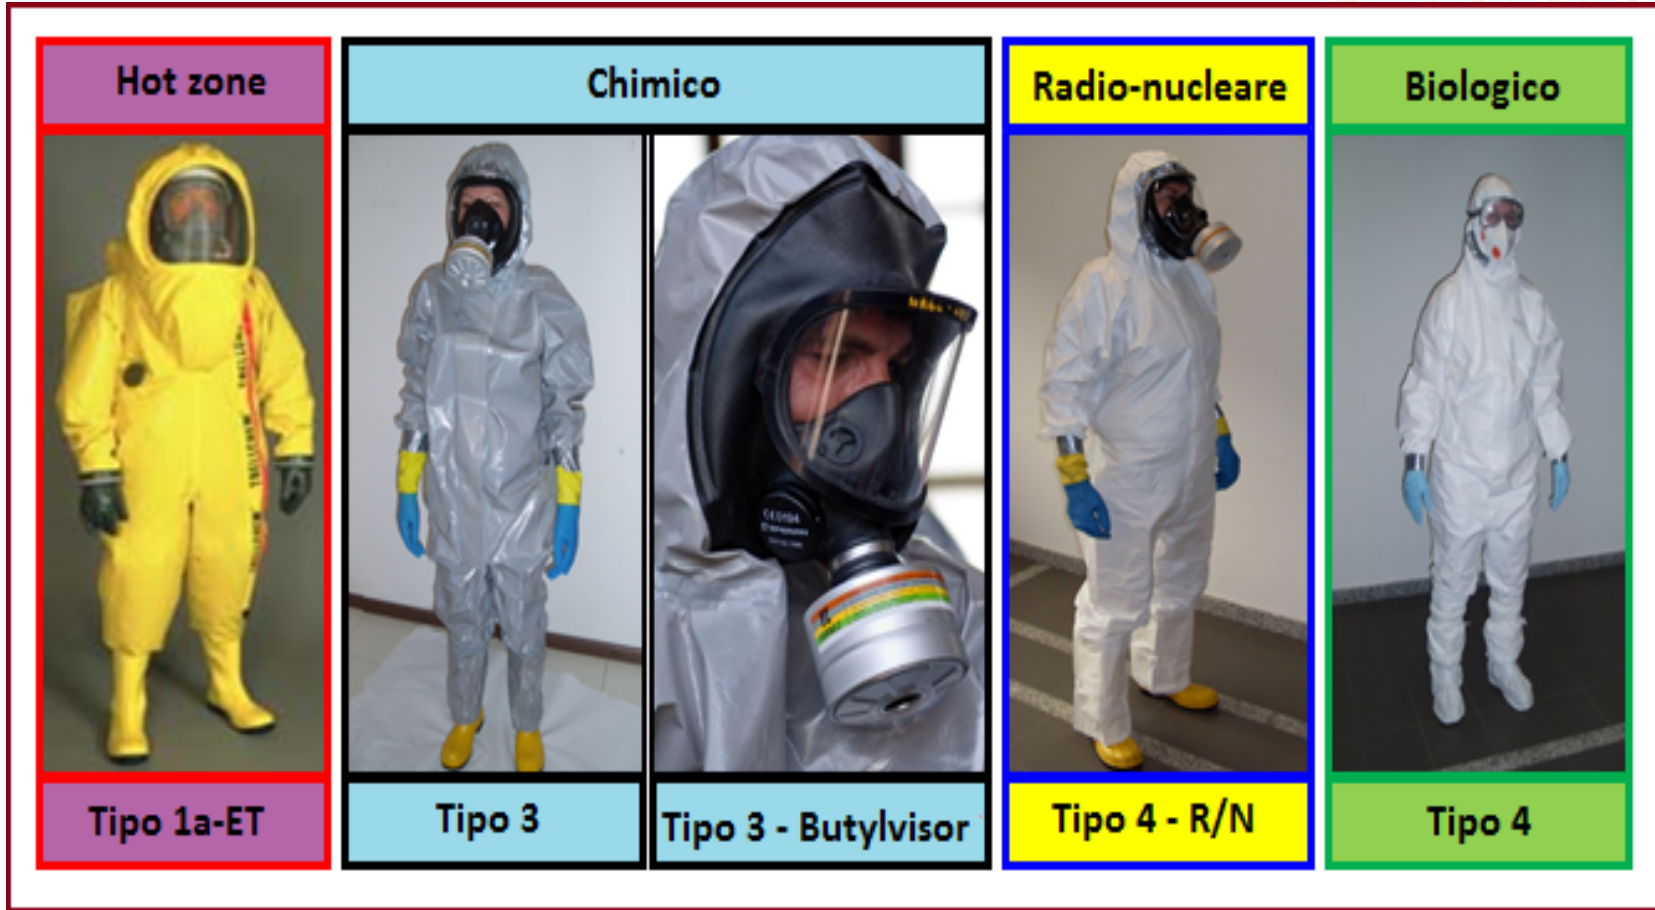 Hot zone
Chimico
Radio-nucleare
Biologico
Tipo 1a-ET
Tipo 3
Tipo 3 - Butylvisor
Tipo 4 - R/N
Tipo 4